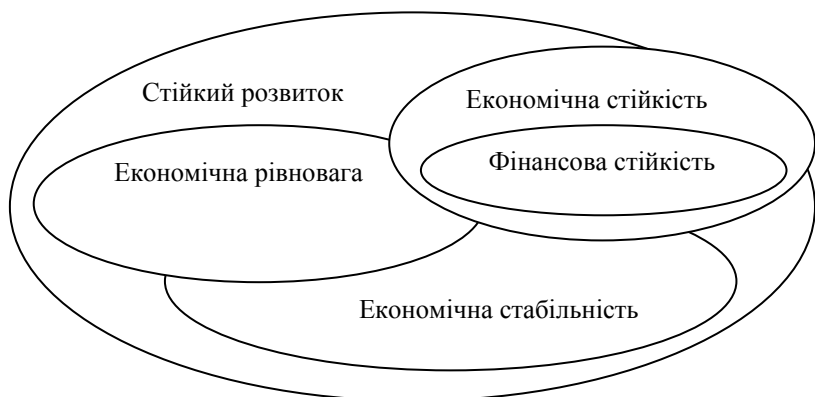 Стійкий розвиток
Економічна стійкість
Економічна рівновага
Фінансова стійкість
Економічна стабільність